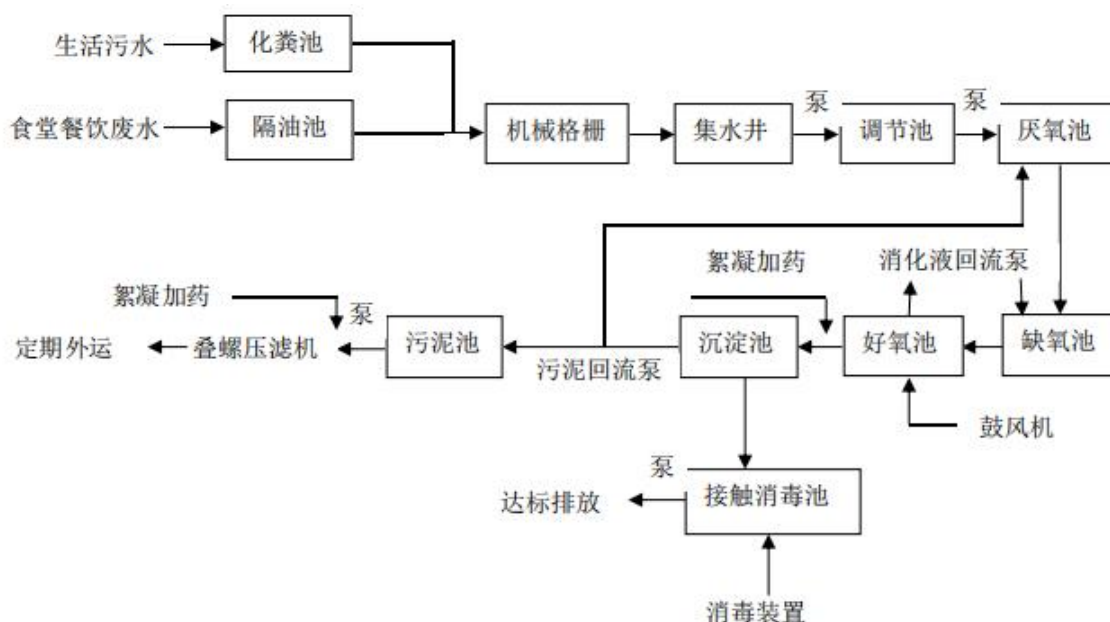 生活污水
化粪池
食堂餐饮废水
隔油池
机械格栅
集水井
泵
调节池
泵
厌氧池
絮凝加药
消化液回流泵
絮凝加药
泵
定期外运
叠螺压滤机
污泥池
污泥回流泵
沉淀池
好氧池
缺氧池
鼓风机
泵
达标排放
接触消毒池
消毒装置